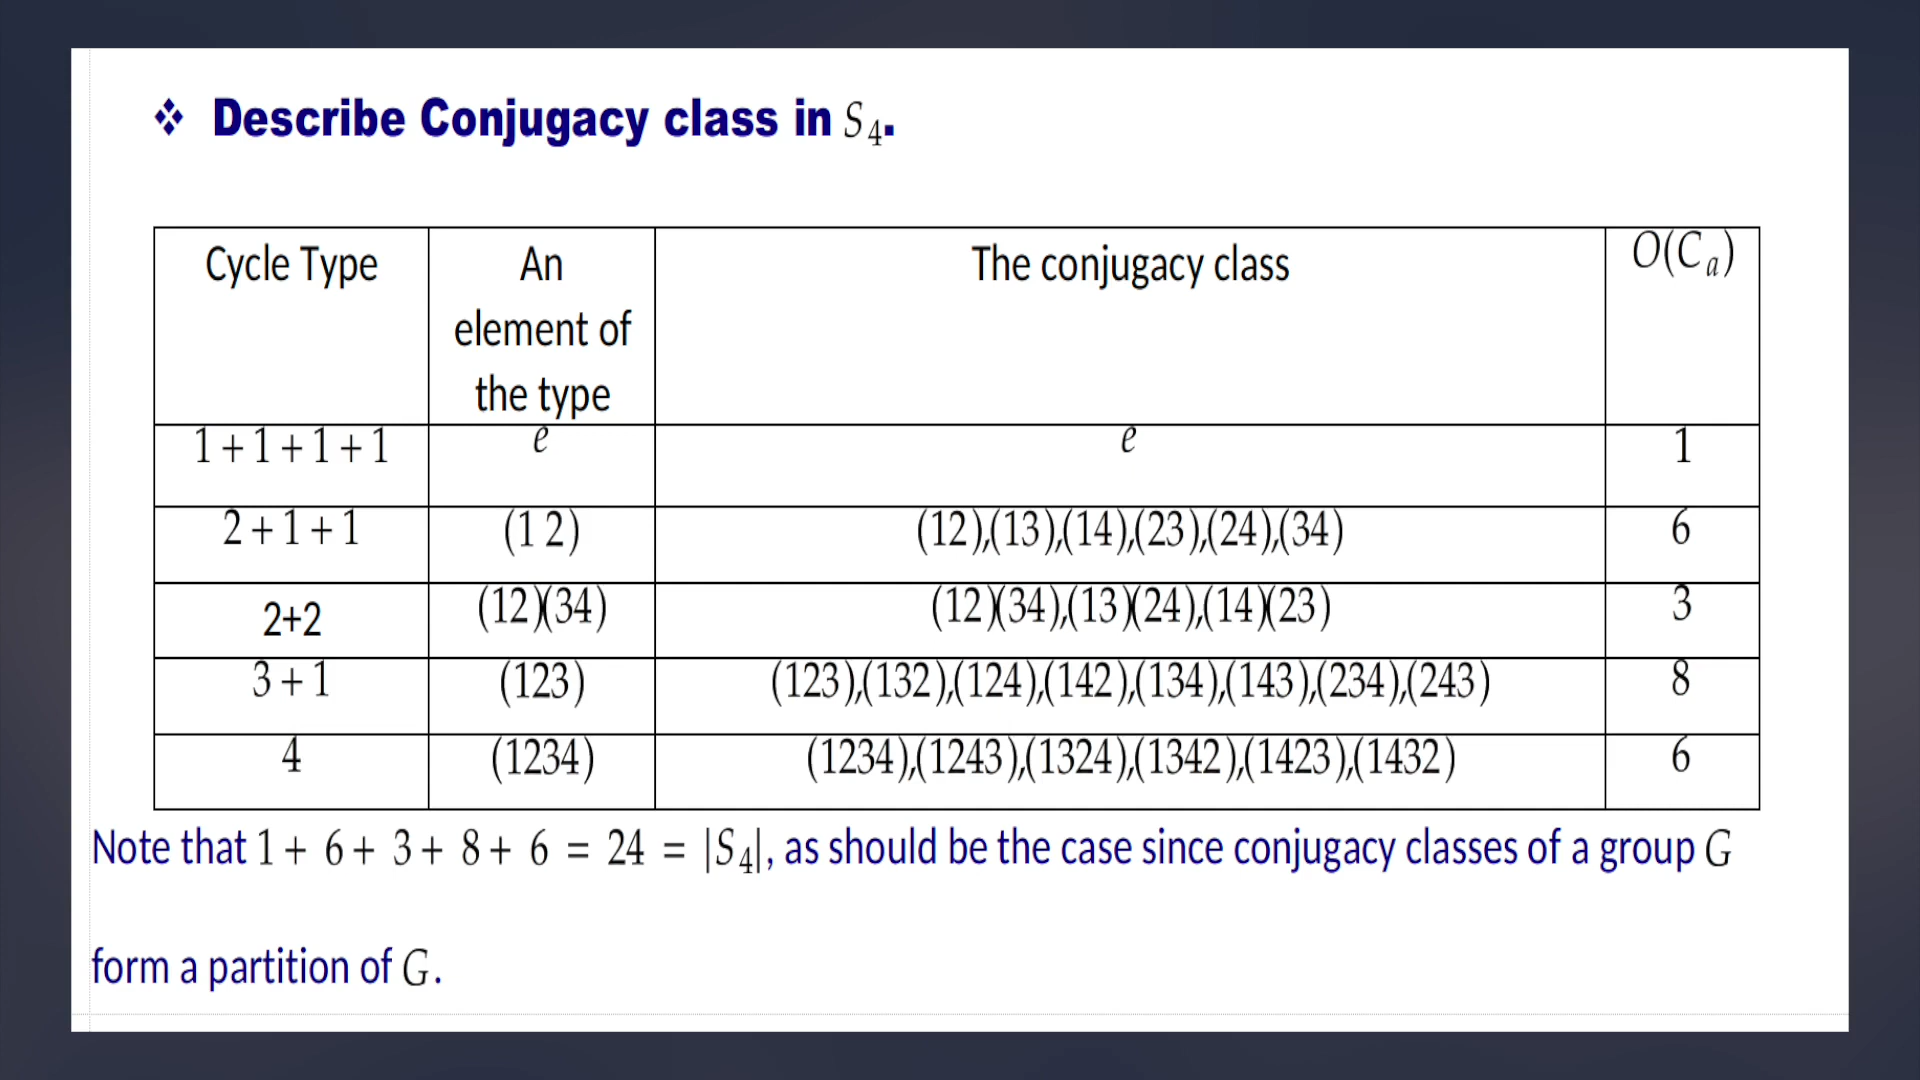 ❖ Describe Conjugacy class in S₄.
Cycle Type | An element of the type | The conjugacy class | O(Cₐ)
1+1+1+1 | e | e | 1
2+1+1 | (1 2) | (12),(13),(14),(23),(24),(34) | 6
2+2 | (12)(34) | (12)(34),(13)(24),(14)(23) | 3
3+1 | (123) | (123),(132),(124),(142),(134),(143),(234),(243) | 8
4 | (1234) | (1234),(1243),(1324),(1342),(1423),(1432) | 6
Note that 1+ 6+ 3+ 8+ 6 = 24 = |S₄|, as should be the case since conjugacy classes of a group G
form a partition of G.